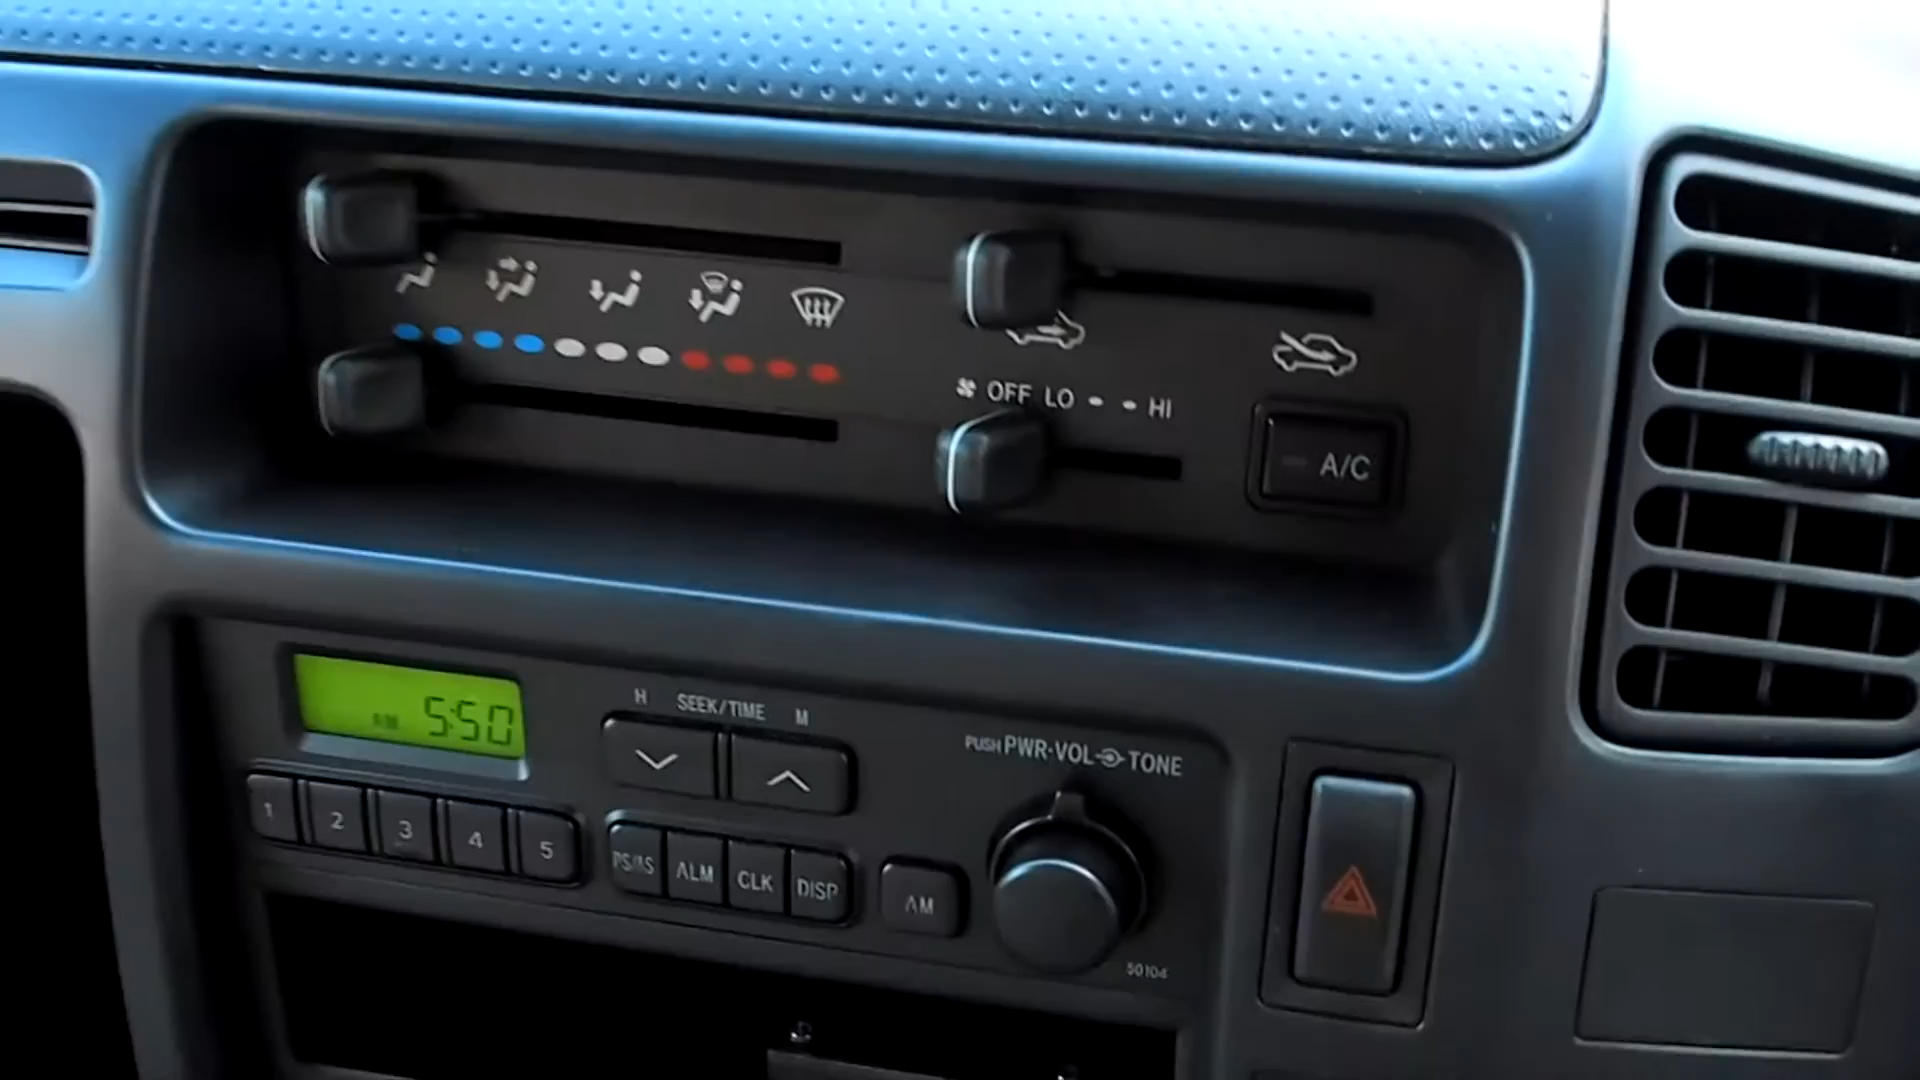 OFF LO HI
A/C
AM 5:50
H SEEK/TIME M
PUSH PWR·VOL TONE
1 2 3 4 5
PS/AS ALM CLK DISP
AM
50104